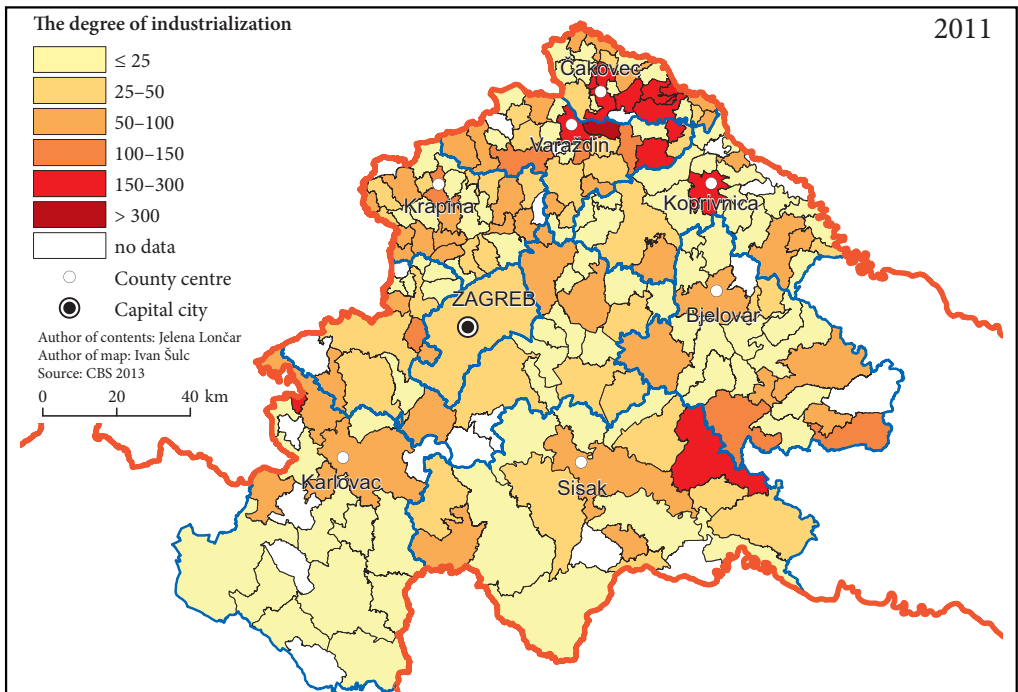 The degree of industrialization
2011
≤ 25
25–50
50–100
100–150
150–300
> 300
no data
County centre
Capital city
Author of contents: Jelena Lončar
Author of map: Ivan Šulc
Source: CBS 2013
0 20 40 km
Čakovec
Varaždin
Krapina
Koprivnica
ZAGREB
Bjelovar
Karlovac
Sisak